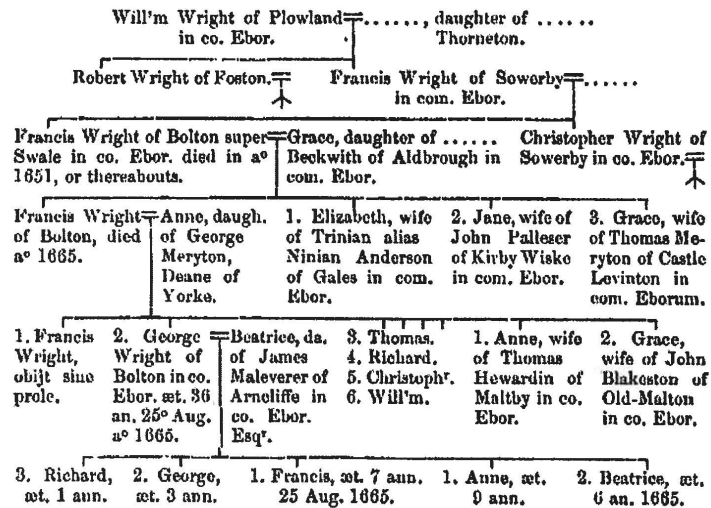 Will'm Wright of Plowland = ......, daughter of ......
in co. Ebor. Thorneton.
Robert Wright of Foston. = Francis Wright of Sowerby = ......
in com. Ebor.
Francis Wright of Bolton super = Grace, daughter of ...... Christopher Wright of
Swale in co. Ebor. died in aº Beckwith of Aldbrough in Sowerby in co. Ebor. =
1651, or thereabouts. com. Ebor.
Francis Wright = Anne, daugh. 1. Elizabeth, wife 2. Jane, wife of 3. Grace, wife
of Bolton, died of George of Trinian alias John Palleser of Thomas Me-
aº 1665. Meryton, Ninian Anderson of Kirby Wiske ryton of Castle
Deane of of Gales in com. in com. Ebor. Levinton in
Yorke. Ebor. com. Eborum.
1. Francis 2. George = Beatrice, da. 3. Thomas. 1. Anne, wife 2. Grace,
Wright, Wright of of James 4. Richard. of Thomas wife of John
obijt sine Bolton in co. Maleverer of 5. Christophʳ. Hewardin of Blakeston of
prole. Ebor. æt. 36 Arncliffe in 6. Will'm. Maltby in co. Old-Malton
an. 25º Aug. co. Ebor. Ebor. in co. Ebor.
aº 1665. Esqʳ.
3. Richard, 2. George, 1. Francis, æt. 7 ann. 1. Anne, æt. 2. Beatrice, æt.
æt. 1 ann. æt. 3 ann. 25 Aug. 1665. 9 ann. 6 an. 1665.